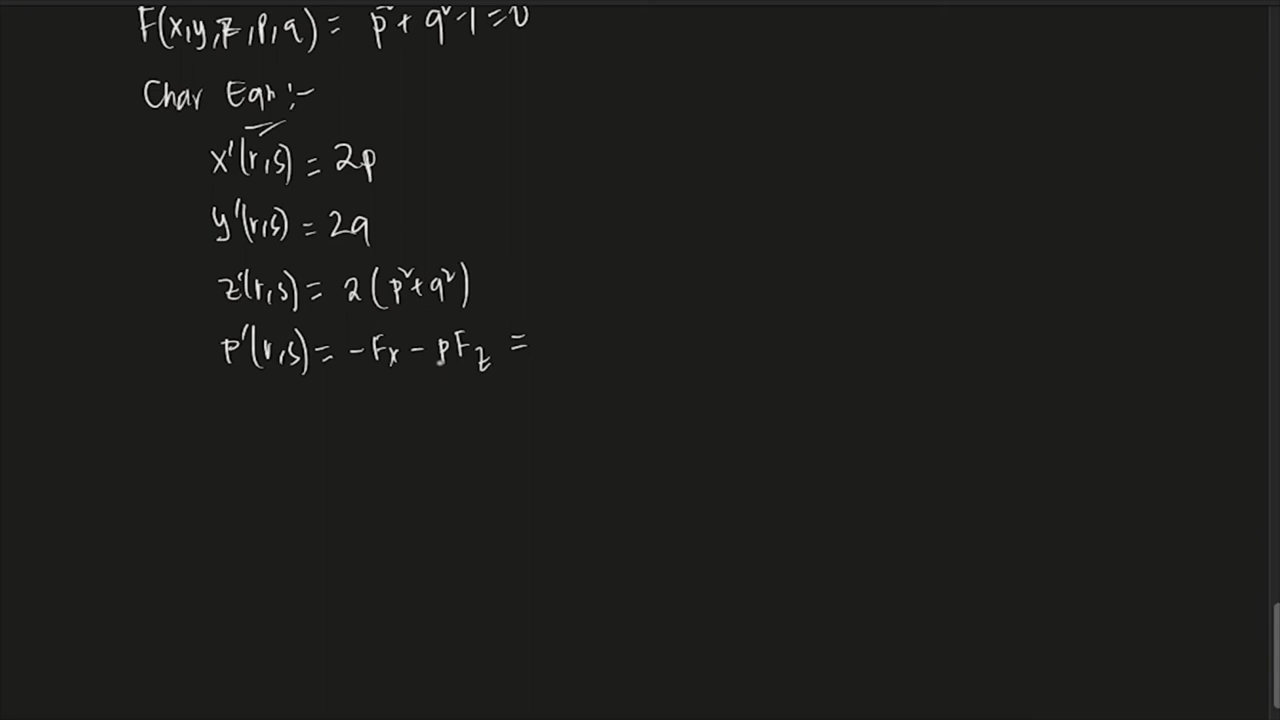 F(x,y,z,p,q) = p²+q²-1=0
Char Eqn :-
x'(r,s) = 2p
y'(r,s) = 2q
z'(r,s) = 2(p²+q²)
p'(r,s) = -Fx - pFz =